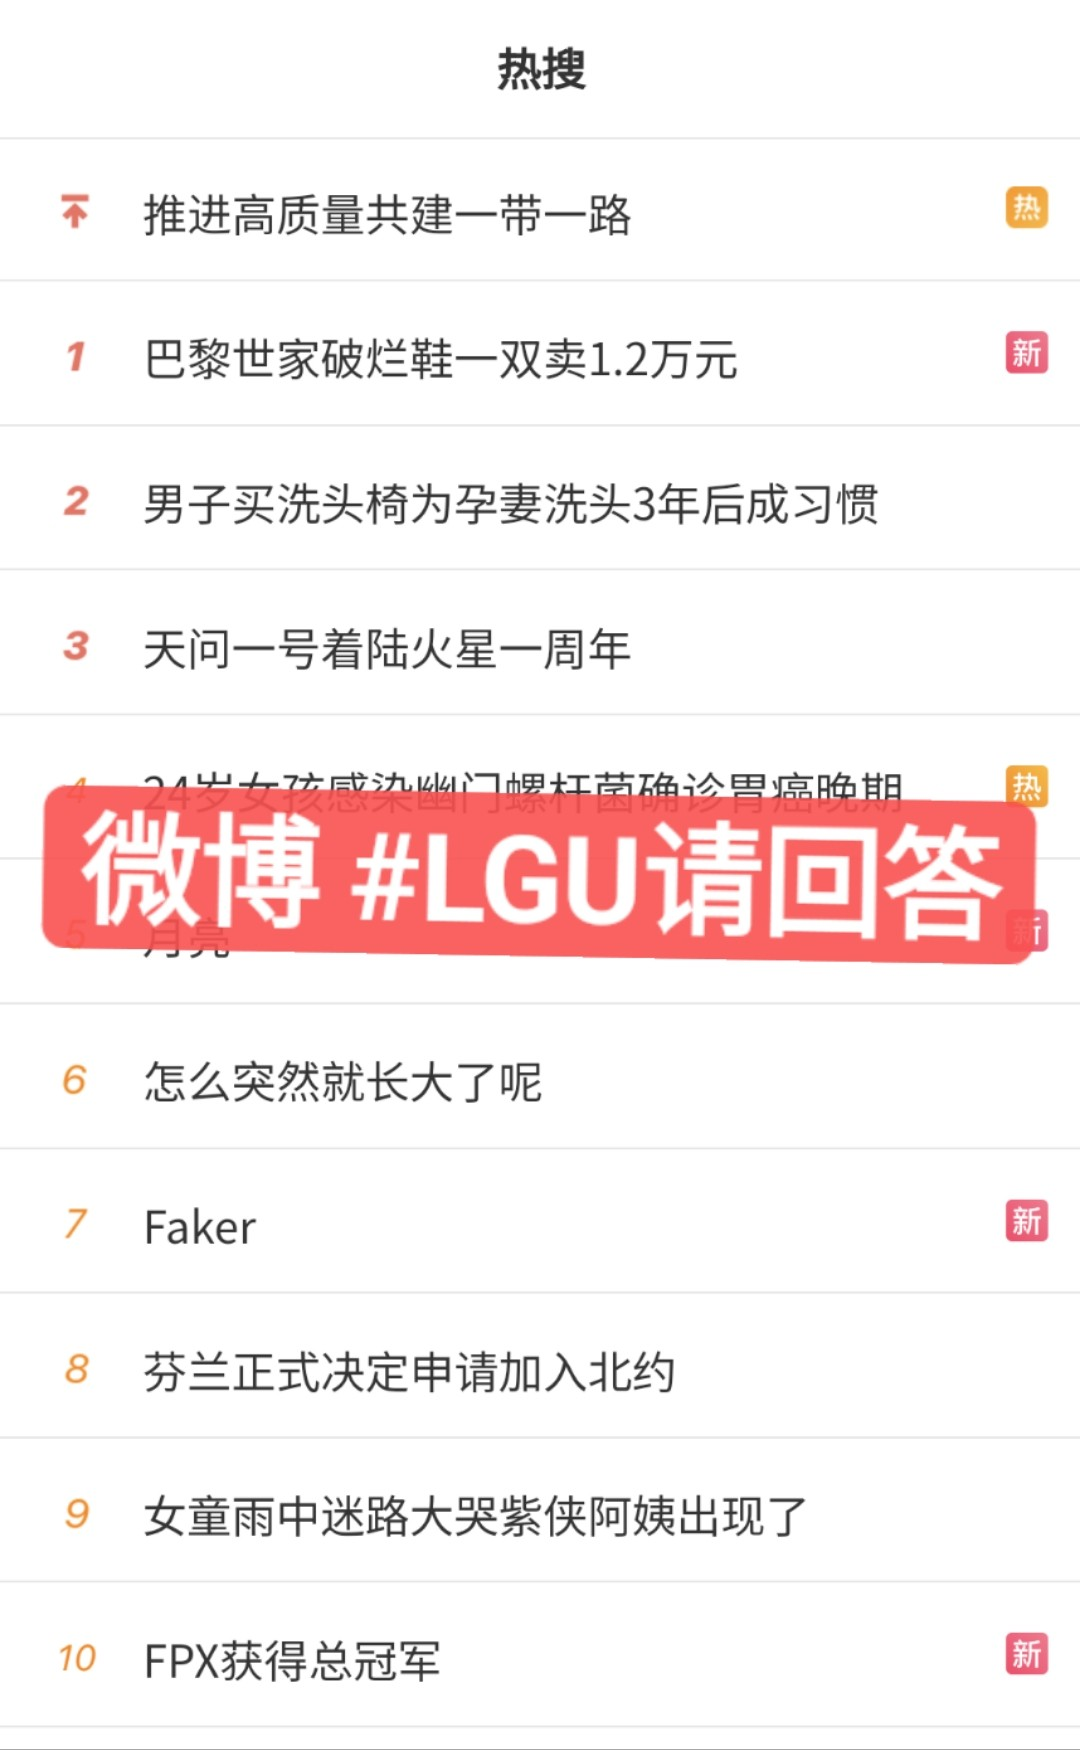 热搜
推进高质量共建一带一路 热
1 巴黎世家破烂鞋一双卖1.2万元 新
2 男子买洗头椅为孕妻洗头3年后成习惯
3 天问一号着陆火星一周年
4 24岁女孩感染幽门螺杆菌确诊胃癌晚期 热
微博 #LGU请回答
5 月亮 新
6 怎么突然就长大了呢
7 Faker 新
8 芬兰正式决定申请加入北约
9 女童雨中迷路大哭紫侠阿姨出现了
10 FPX获得总冠军 新